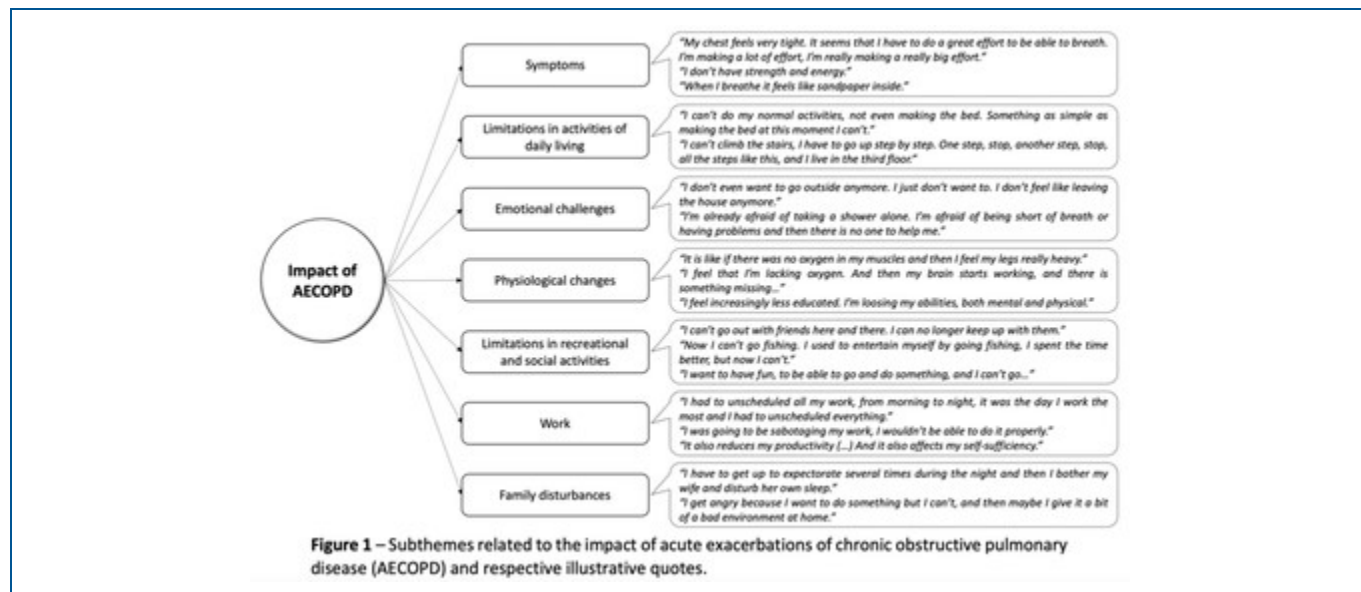 Impact of
AECOPD
Symptoms
"My chest feels very tight. It seems that I have to do a great effort to be able to breath.
I'm making a lot of effort, I'm really making a really big effort."
"I don't have strength and energy."
"When I breathe it feels like sandpaper inside."
Limitations in activities of
daily living
"I can't do my normal activities, not even making the bed. Something as simple as
making the bed at this moment I can't."
"I can't climb the stairs, I have to go up step by step. One step, stop, another step, stop,
all the steps like this, and I live in the third floor."
Emotional challenges
"I don't even want to go outside anymore. I just don't want to. I don't feel like leaving
the house anymore."
"I'm already afraid of taking a shower alone. I'm afraid of being short of breath or
having problems and then there is no one to help me."
Physiological changes
"It is like if there was no oxygen in my muscles and then I feel my legs really heavy."
"I feel that I'm lacking oxygen. And then my brain starts working, and there is
something missing..."
"I feel increasingly less educated. I'm loosing my abilities, both mental and physical."
Limitations in recreational
and social activities
"I can't go out with friends here and there. I can no longer keep up with them."
"Now I can't go fishing. I used to entertain myself by going fishing, I spent the time
better, but now I can't."
"I want to have fun, to be able to go and do something, and I can't go..."
Work
"I had to unscheduled all my work, from morning to night, it was the day I work the
most and I had to unscheduled everything."
"I was going to be sabotaging my work, I wouldn't be able to do it properly."
"It also reduces my productivity (...) And it also affects my self-sufficiency."
Family disturbances
"I have to get up to expectorate several times during the night and then I bother my
wife and disturb her own sleep."
"I get angry because I want to do something but I can't, and then maybe I give it a bit
of a bad environment at home."
Figure 1 – Subthemes related to the impact of acute exacerbations of chronic obstructive pulmonary
disease (AECOPD) and respective illustrative quotes.